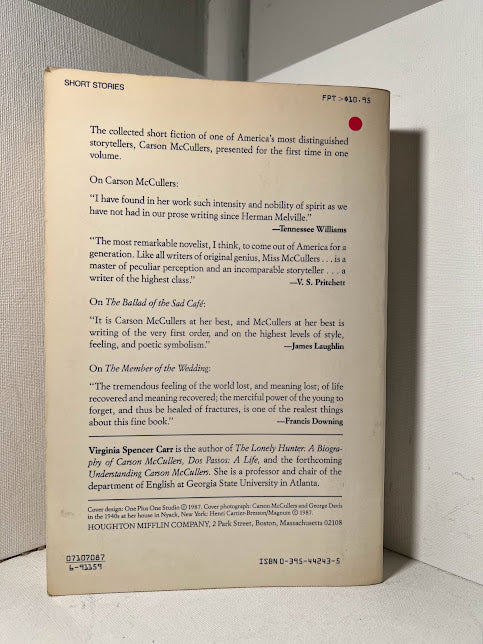 SHORT STORIES
FPT >$10.95
The collected short fiction of one of America's most distinguished
storytellers, Carson McCullers, presented for the first time in one
volume.
On Carson McCullers:
“I have found in her work such intensity and nobility of spirit as we
have not had in our prose writing since Herman Melville.”
—Tennessee Williams
“The most remarkable novelist, I think, to come out of America for a
generation. Like all writers of original genius, Miss McCullers . . . is a
master of peculiar perception and an incomparable storyteller . . . a
writer of the highest class.” —V. S. Pritchett
On The Ballad of the Sad Café:
“It is Carson McCullers at her best, and McCullers at her best is
writing of the very first order, and on the highest levels of style,
feeling, and poetic symbolism.” —James Laughlin
On The Member of the Wedding:
“The tremendous feeling of the world lost, and meaning lost; of life
recovered and meaning recovered; the merciful power of the young to
forget, and thus be healed of fractures, is one of the realest things
about this fine book.” —Francis Downing
Virginia Spencer Carr is the author of The Lonely Hunter: A Biogra-
phy of Carson McCullers, Dos Passos: A Life, and the forthcoming
Understanding Carson McCullers. She is a professor and chair of the
department of English at Georgia State University in Atlanta.
Cover design: One Plus One Studio © 1987. Cover photograph: Carson McCullers and George Davis
in the 1940s at her house in Nyack, New York: Henri Cartier-Bresson/Magnum © 1987.
HOUGHTON MIFFLIN COMPANY, 2 Park Street, Boston, Massachusetts 02108
07107087
6-91159
ISBN 0-395-44243-5